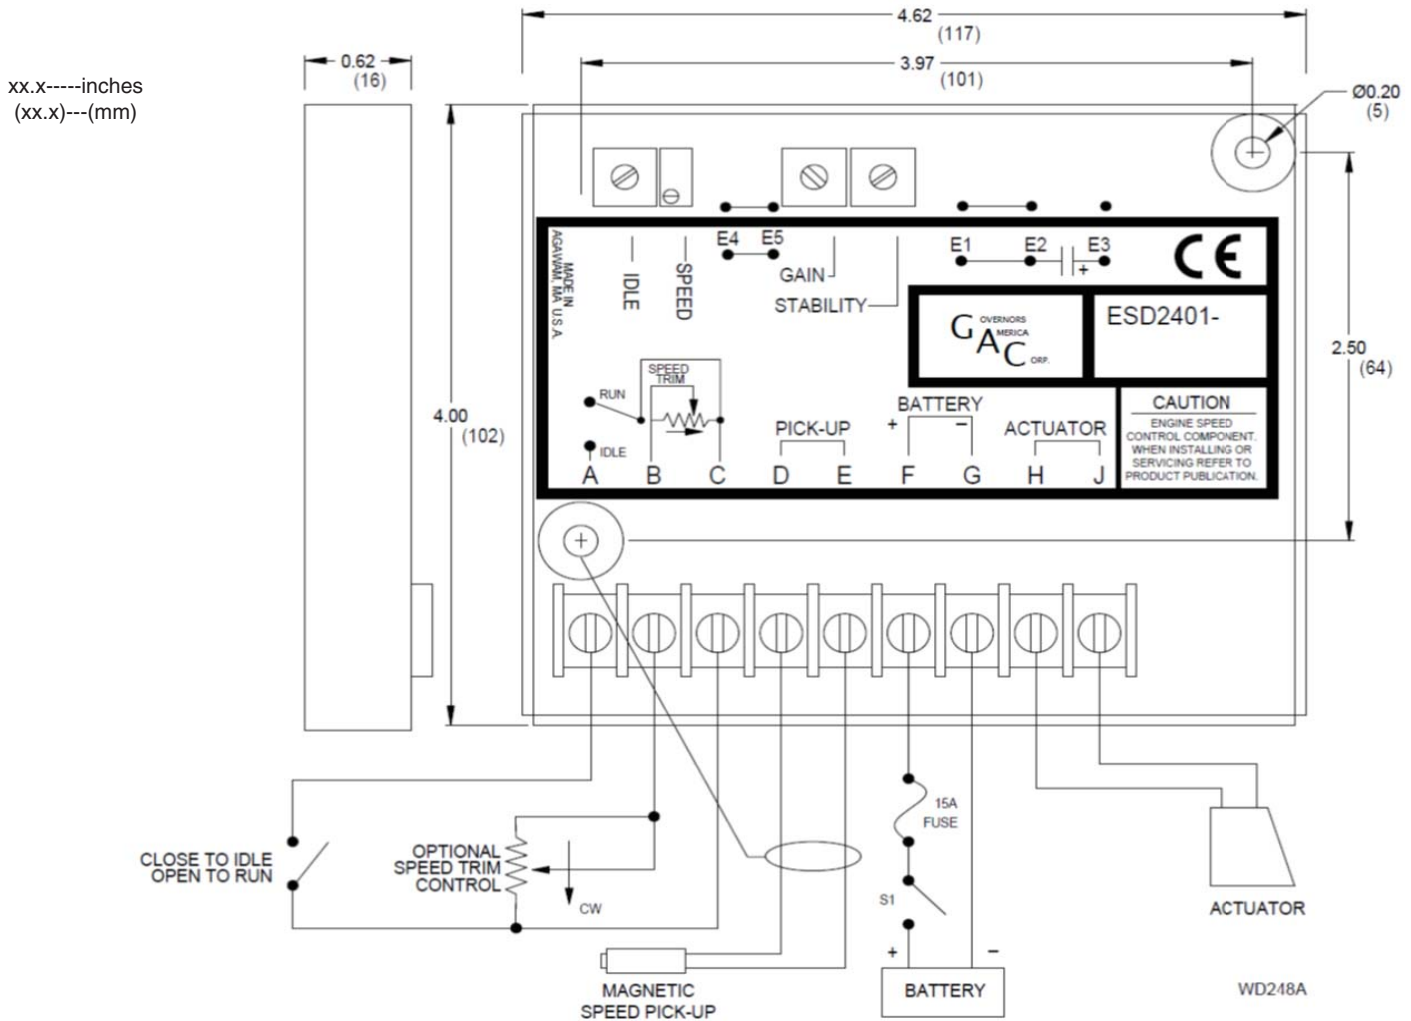 4.62
(117)
0.62
(16)
3.97
(101)
xx.x-----inches
(xx.x)---(mm)
Ø0.20
(5)
E4 E5
E1 E2 E3
+
MADE IN
AGAWAM, MA U.S.A.
IDLE
SPEED
GAIN
STABILITY
CE
GOVERNORS
AMERICA
CORP.
ESD2401-
2.50
(64)
4.00
(102)
SPEED
TRIM
RUN
IDLE
PICK-UP
BATTERY
+ −
ACTUATOR
CAUTION
ENGINE SPEED
CONTROL COMPONENT.
WHEN INSTALLING OR
SERVICING REFER TO
PRODUCT PUBLICATION.
A B C D E F G H J
15A
FUSE
CLOSE TO IDLE
OPEN TO RUN
OPTIONAL
SPEED TRIM
CONTROL
CW
S1
ACTUATOR
+ −
MAGNETIC
SPEED PICK-UP
BATTERY
WD248A